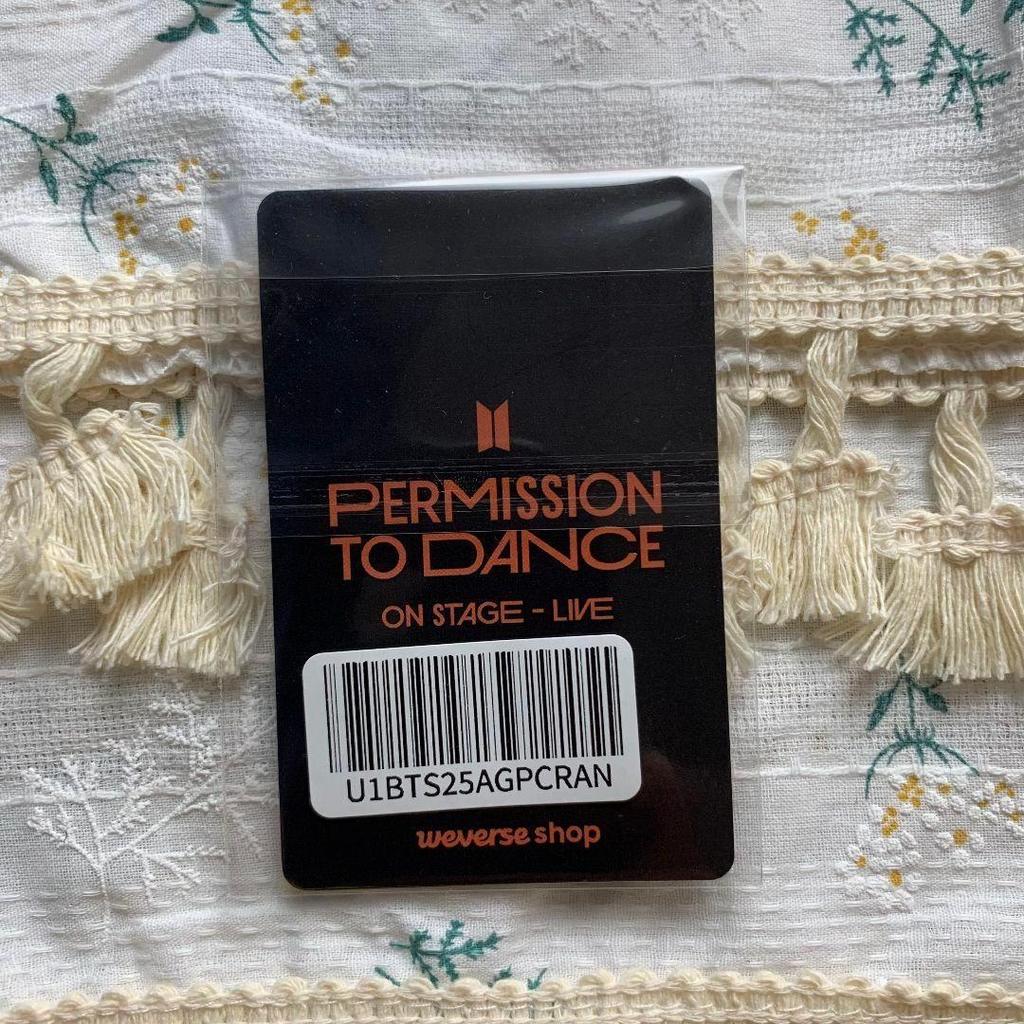 PERMISSION
TO DANCE
ON STAGE - LIVE
U1BTS25AGPCRAN
weverse shop